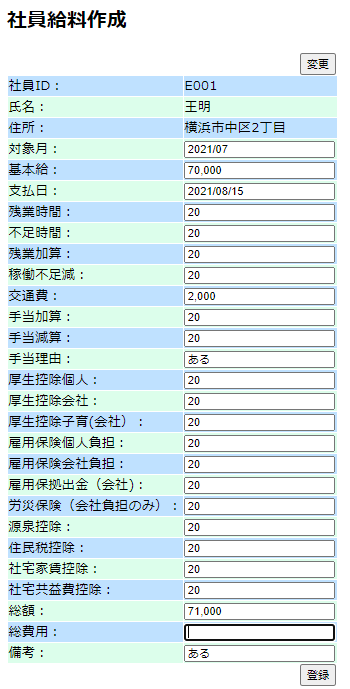 社員給料作成
変更
社員ID： E001
氏名： 王明
住所： 横浜市中区2丁目
対象月： 2021/07
基本給： 70,000
支払日： 2021/08/15
残業時間： 20
不足時間： 20
残業加算： 20
稼働不足減： 20
交通費： 2,000
手当加算： 20
手当減算： 20
手当理由： ある
厚生控除個人： 20
厚生控除会社： 20
厚生控除子育(会社）： 20
雇用保険個人負担： 20
雇用保険会社負担： 20
雇用保拠出金（会社)： 20
労災保険（会社負担のみ）： 20
源泉控除： 20
住民税控除： 20
社宅家賃控除： 20
社宅共益費控除： 20
総額： 71,000
総費用：
備考： ある
登録